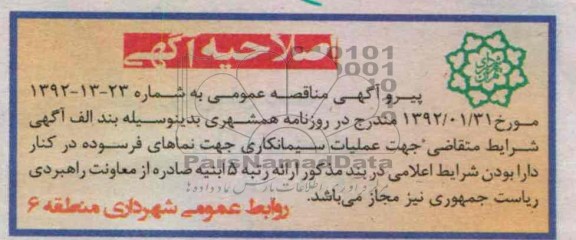 اصلاحیه آگهی
پیرو آگهی مناقصه عمومی به شماره ۲۳-۱۳-۱۳۹۲
مورخ ۱۳۹۲/۰۱/۳۱ مندرج در روزنامه همشهری بدینوسیله بند الف آگهی
شرایط متقاضی جهت عملیات سیمانکاری جهت نماهای فرسوده در کنار
دارا بودن شرایط اعلامی در بند مذکور ارائه رتبه ۵ ابنیه صادره از معاونت راهبردی
ParsNamadData
ریاست جمهوری نیز مجاز می‌باشد.
روابط عمومی شهرداری منطقه ۶